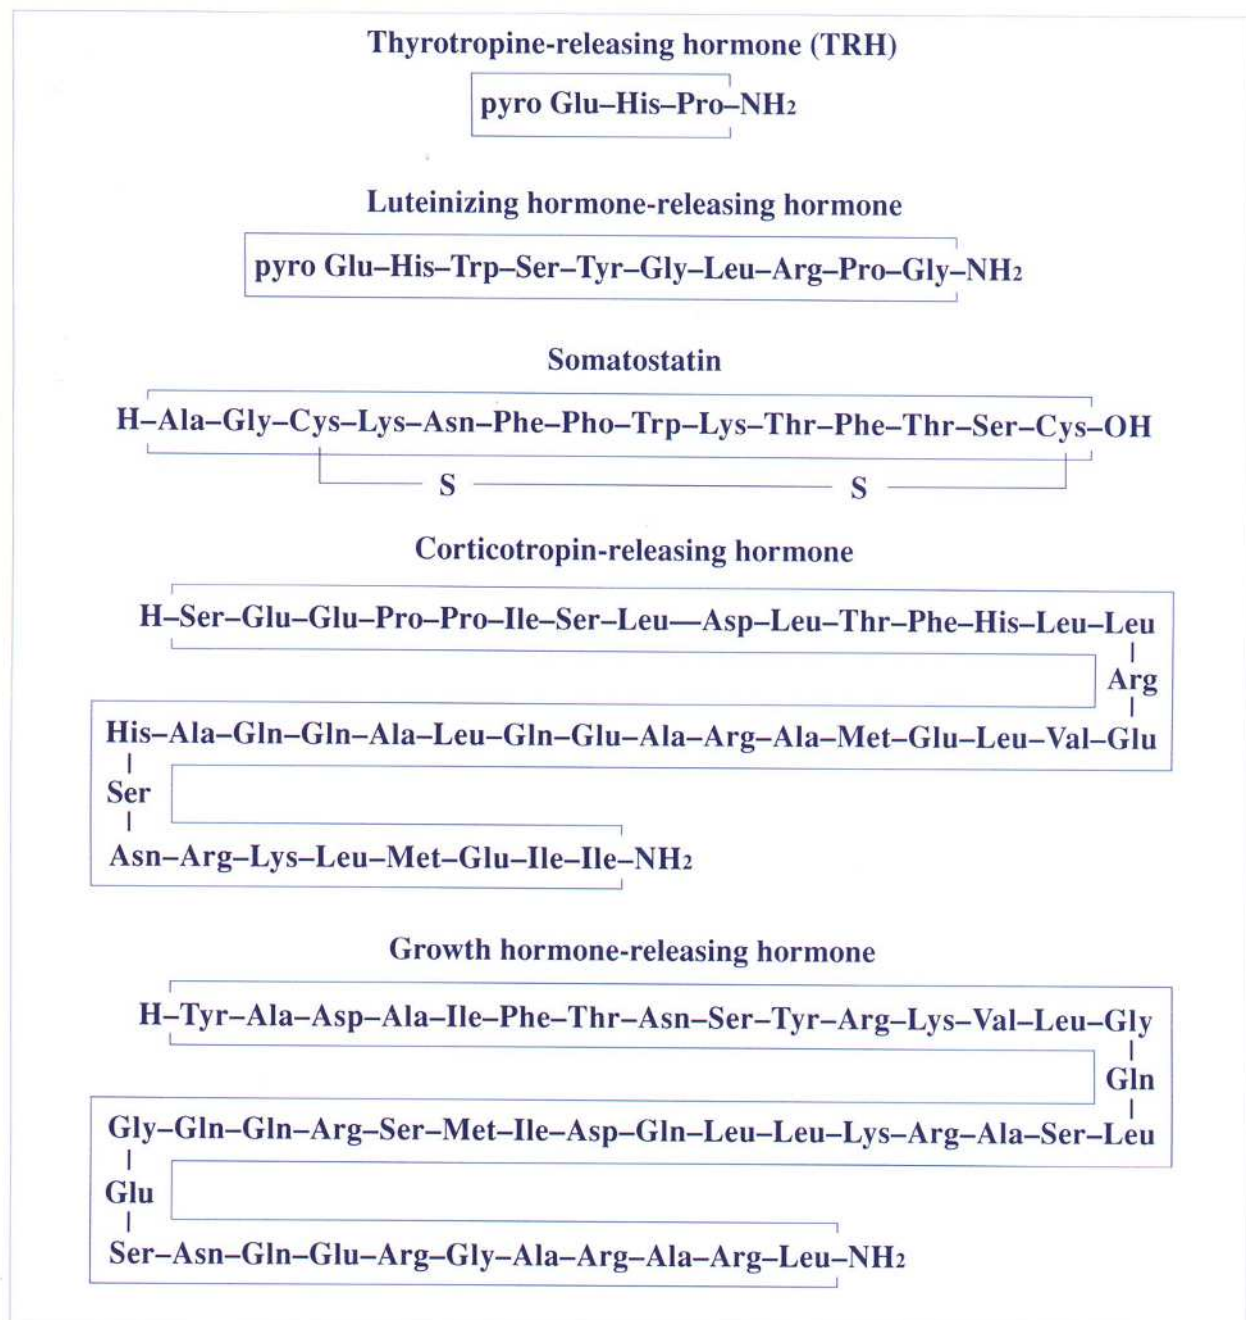 Thyrotropine-releasing hormone (TRH)
pyro Glu–His–Pro–NH2
Luteinizing hormone-releasing hormone
pyro Glu–His–Trp–Ser–Tyr–Gly–Leu–Arg–Pro–Gly–NH2
Somatostatin
H–Ala–Gly–Cys–Lys–Asn–Phe–Pho–Trp–Lys–Thr–Phe–Thr–Ser–Cys–OH
S S
Corticotropin-releasing hormone
H–Ser–Glu–Glu–Pro–Pro–Ile–Ser–Leu—Asp–Leu–Thr–Phe–His–Leu–Leu
Arg
His–Ala–Gln–Gln–Ala–Leu–Gln–Glu–Ala–Arg–Ala–Met–Glu–Leu–Val–Glu
Ser
Asn–Arg–Lys–Leu–Met–Glu–Ile–Ile–NH2
Growth hormone-releasing hormone
H–Tyr–Ala–Asp–Ala–Ile–Phe–Thr–Asn–Ser–Tyr–Arg–Lys–Val–Leu–Gly
Gln
Gly–Gln–Gln–Arg–Ser–Met–Ile–Asp–Gln–Leu–Leu–Lys–Arg–Ala–Ser–Leu
Glu
Ser–Asn–Gln–Glu–Arg–Gly–Ala–Arg–Ala–Arg–Leu–NH2